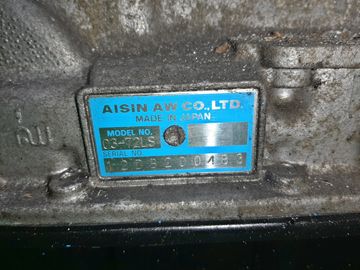 AISIN AW CO., LTD.
MADE IN JAPAN
MODEL NO.
03-72LS
SERIAL NO.